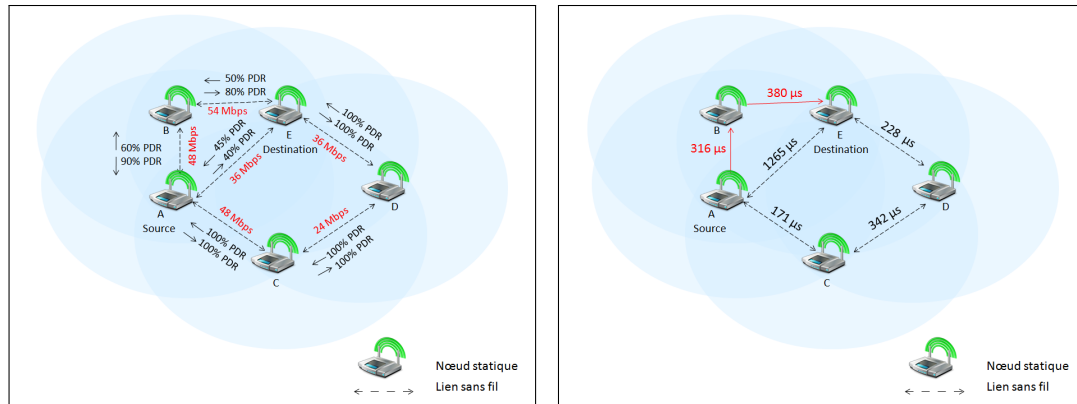 50% PDR
80% PDR
54 Mbps
B
E
Destination
60% PDR
90% PDR
48 Mbps
45% PDR
40% PDR
36 Mbps
100% PDR
100% PDR
36 Mbps
A
Source
D
48 Mbps
24 Mbps
100% PDR
100% PDR
100% PDR
100% PDR
C
Nœud statique
Lien sans fil
380 µs
B
E
Destination
316 µs
1265 µs
228 µs
A
Source
D
171 µs
342 µs
C
Nœud statique
Lien sans fil